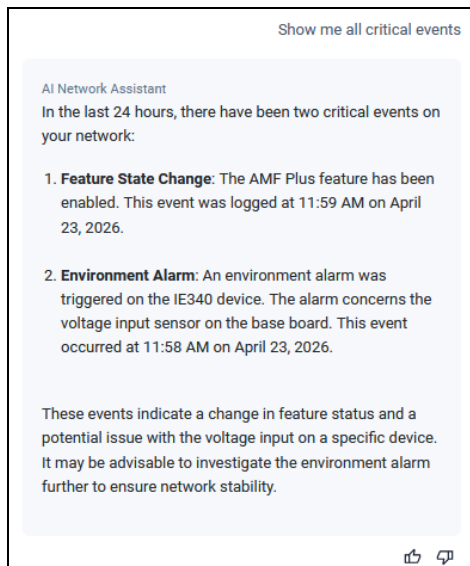 Show me all critical events
AI Network Assistant
In the last 24 hours, there have been two critical events on
your network:
1. Feature State Change: The AMF Plus feature has been
enabled. This event was logged at 11:59 AM on April
23, 2026.
2. Environment Alarm: An environment alarm was
triggered on the IE340 device. The alarm concerns the
voltage input sensor on the base board. This event
occurred at 11:58 AM on April 23, 2026.
These events indicate a change in feature status and a
potential issue with the voltage input on a specific device.
It may be advisable to investigate the environment alarm
further to ensure network stability.